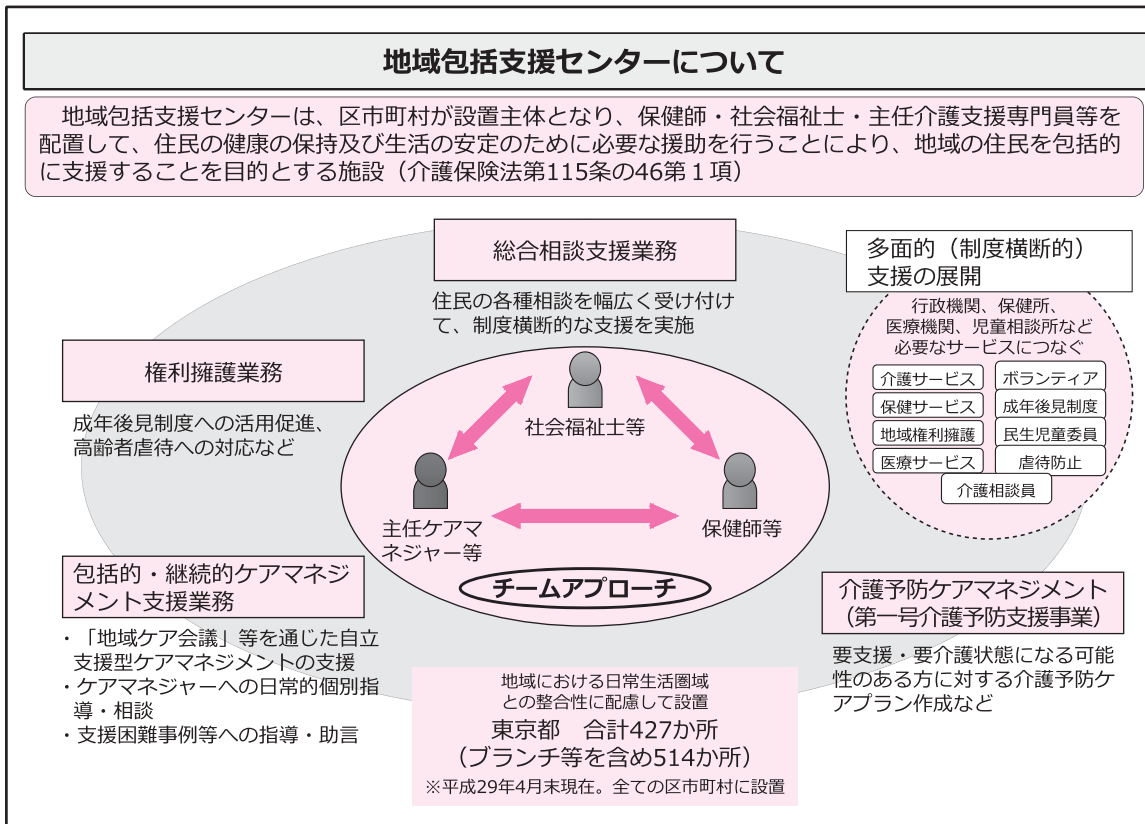 地域包括支援センターについて
地域包括支援センターは、区市町村が設置主体となり、保健師・社会福祉士・主任介護支援専門員等を
配置して、住民の健康の保持及び生活の安定のために必要な援助を行うことにより、地域の住民を包括的
に支援することを目的とする施設（介護保険法第115条の46第１項）
総合相談支援業務
住民の各種相談を幅広く受け付け
て、制度横断的な支援を実施
多面的（制度横断的）
支援の展開
行政機関、保健所、
医療機関、児童相談所など
必要なサービスにつなぐ
介護サービス
ボランティア
保健サービス
成年後見制度
地域権利擁護
民生児童委員
医療サービス
虐待防止
介護相談員
権利擁護業務
成年後見制度への活用促進、
高齢者虐待への対応など
社会福祉士等
主任ケアマ
ネジャー等
保健師等
チームアプローチ
包括的・継続的ケアマネジ
メント支援業務
・「地域ケア会議」等を通じた自立
支援型ケアマネジメントの支援
・ケアマネジャーへの日常的個別指
導・相談
・支援困難事例等への指導・助言
介護予防ケアマネジメント
（第一号介護予防支援事業）
要支援・要介護状態になる可能
性のある方に対する介護予防ケ
アプラン作成など
地域における日常生活圏域
との整合性に配慮して設置
東京都　合計427か所
（ブランチ等を含め514か所）
※平成29年4月末現在。全ての区市町村に設置